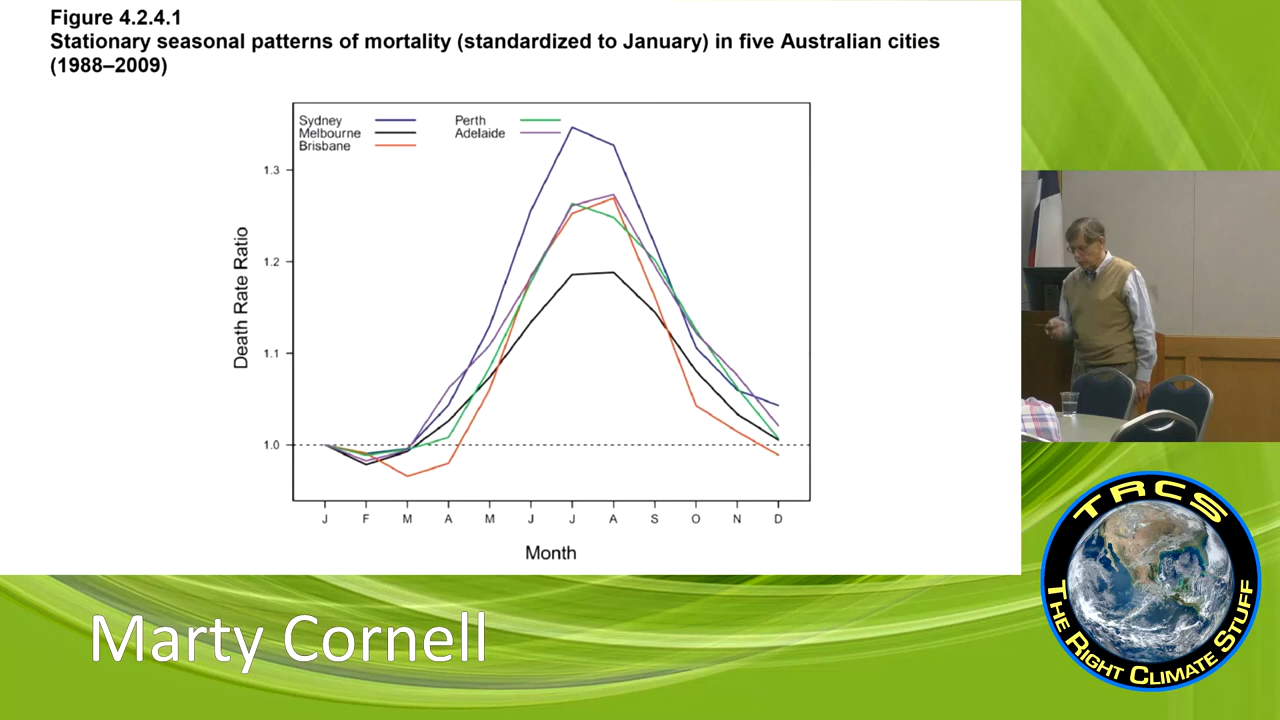 Figure 4.2.4.1
Stationary seasonal patterns of mortality (standardized to January) in five Australian cities
(1988–2009)
Sydney
Melbourne
Brisbane
Perth
Adelaide
1.3
1.2
1.1
1.0
Death Rate Ratio
J F M A M J J A S O N D
Month
Marty Cornell
TRCS
THE RIGHT CLIMATE STUFF